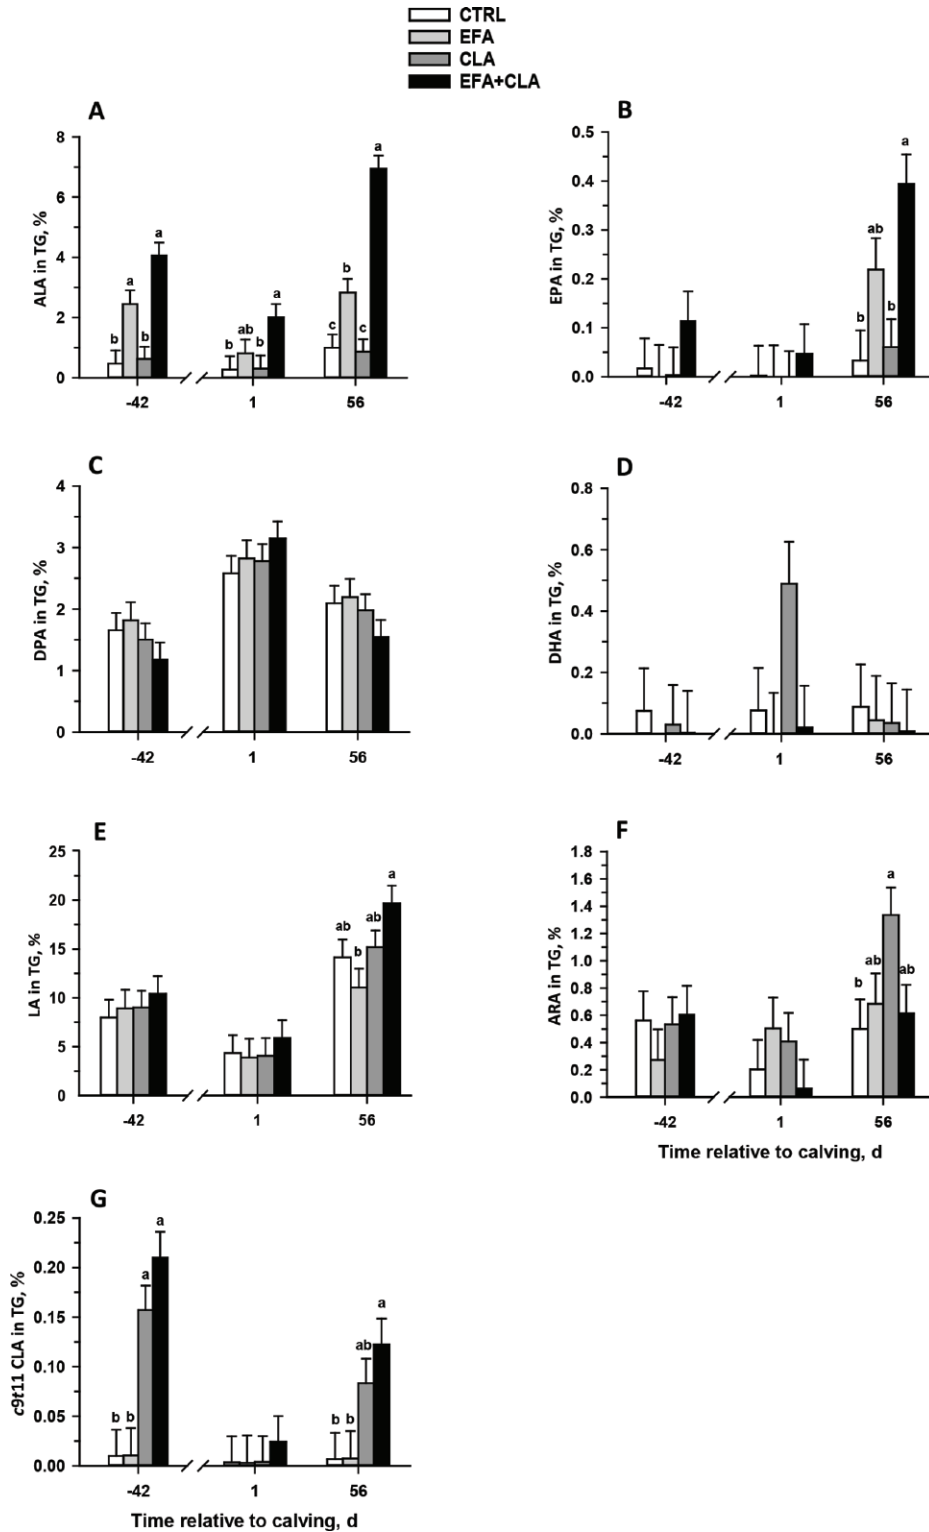 CTRL
EFA
CLA
EFA+CLA
A
ALA in TG, %
8
6
4
2
0
b
a
b
a
b
ab
b
a
c
b
c
a
-42
1
56
B
EPA in TG, %
0.5
0.4
0.3
0.2
0.1
0.0
b
ab
b
a
-42
1
56
C
DPA in TG, %
4
3
2
1
0
-42
1
56
D
DHA in TG, %
0.8
0.6
0.4
0.2
0.0
-42
1
56
E
LA in TG, %
25
20
15
10
5
0
ab
b
ab
a
-42
1
56
F
ARA in TG, %
1.8
1.6
1.4
1.2
1.0
0.8
0.6
0.4
0.2
0.0
b
ab
a
ab
-42
1
56
Time relative to calving, d
G
c9t11 CLA in TG, %
0.25
0.20
0.15
0.10
0.05
0.00
b
b
a
a
b
b
ab
a
-42
1
56
Time relative to calving, d